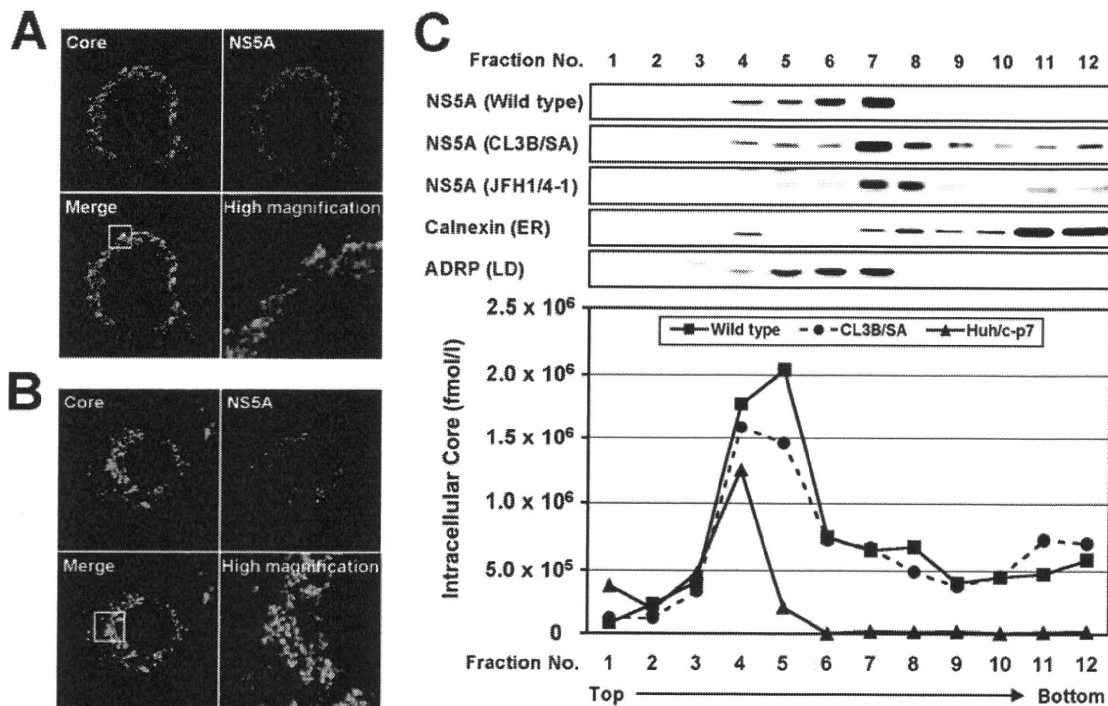 A
Core
NS5A
Merge
High magnification
B
Core
NS5A
Merge
High magnification
C
Fraction No. 1 2 3 4 5 6 7 8 9 10 11 12
NS5A (Wild type)
NS5A (CL3B/SA)
NS5A (JFH1/4-1)
Calnexin (ER)
ADRP (LD)
Intracellular Core (fmol/l)
2.5 x 10⁶
2.0 x 10⁶
1.5 x 10⁶
1.0 x 10⁶
5.0 x 10⁵
0
Wild type CL3B/SA Huh/c-p7
Fraction No. 1 2 3 4 5 6 7 8 9 10 11 12
Top Bottom